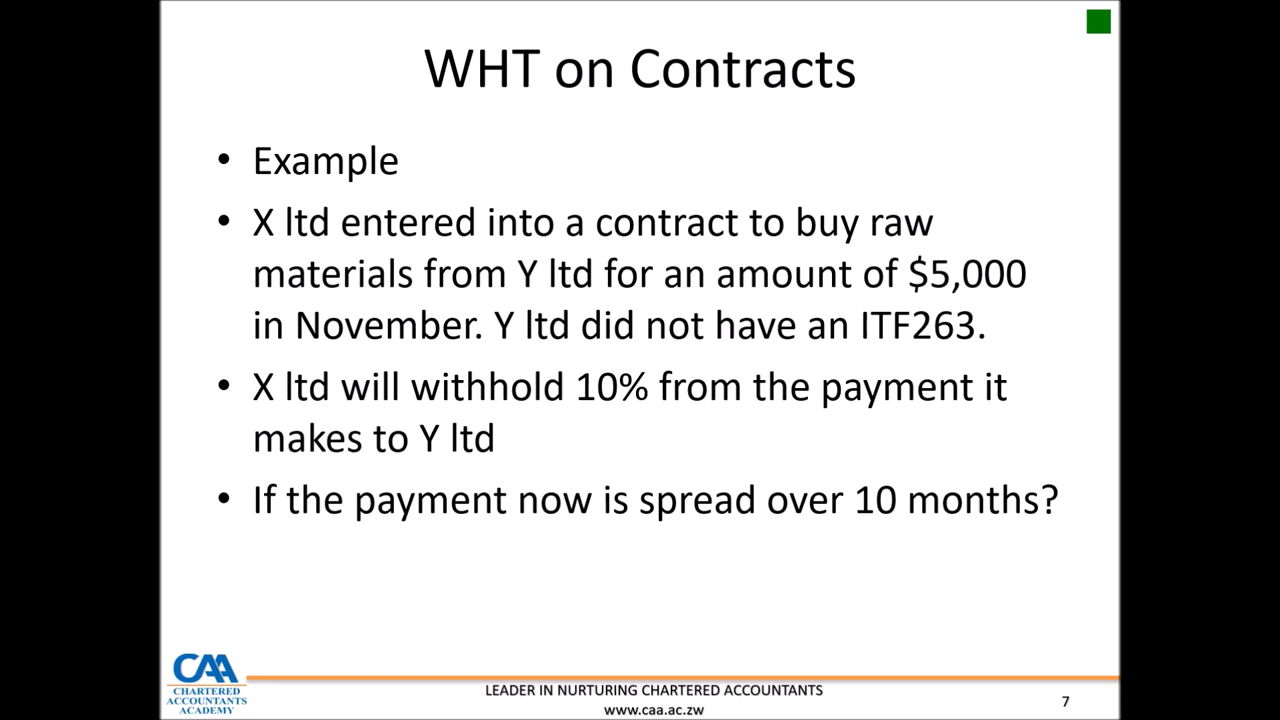 WHT on Contracts
• Example
• X ltd entered into a contract to buy raw
materials from Y ltd for an amount of $5,000
in November. Y ltd did not have an ITF263.
• X ltd will withhold 10% from the payment it
makes to Y ltd
• If the payment now is spread over 10 months?
CAA
CHARTERED
ACCOUNTANTS
ACADEMY
LEADER IN NURTURING CHARTERED ACCOUNTANTS
www.caa.ac.zw
7